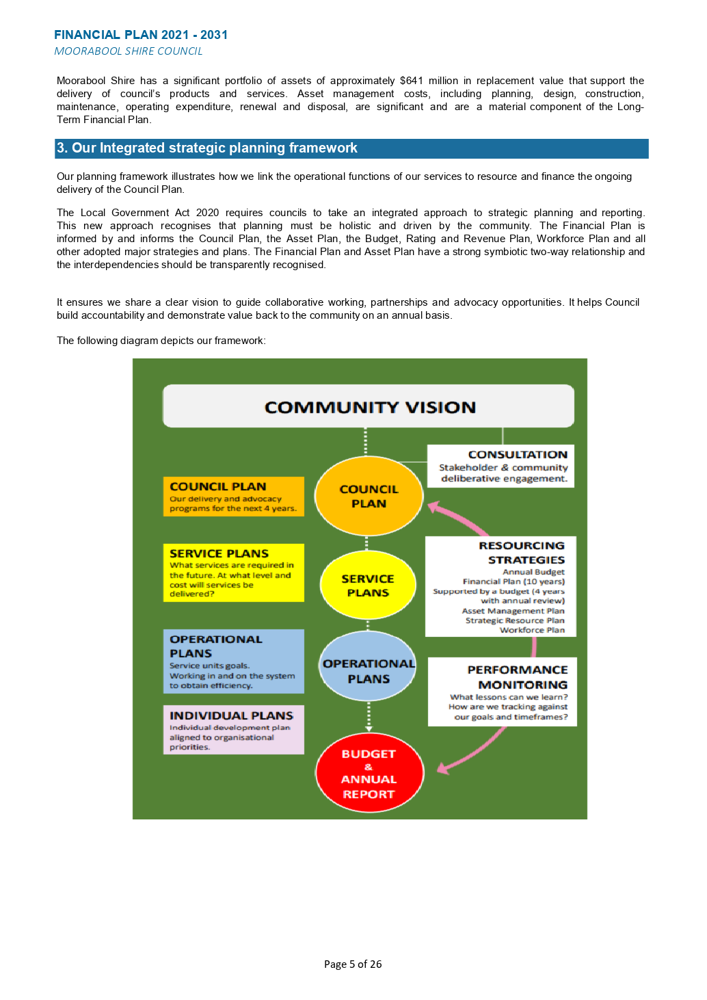 FINANCIAL PLAN 2021 - 2031
MOORABOOL SHIRE COUNCIL
Moorabool Shire has a significant portfolio of assets of approximately $641 million in replacement value that support the
delivery of council's products and services. Asset management costs, including planning, design, construction,
maintenance, operating expenditure, renewal and disposal, are significant and are a material component of the Long-
Term Financial Plan.
3. Our Integrated strategic planning framework
Our planning framework illustrates how we link the operational functions of our services to resource and finance the ongoing
delivery of the Council Plan.
The Local Government Act 2020 requires councils to take an integrated approach to strategic planning and reporting.
This new approach recognises that planning must be holistic and driven by the community. The Financial Plan is
informed by and informs the Council Plan, the Asset Plan, the Budget, Rating and Revenue Plan, Workforce Plan and all
other adopted major strategies and plans. The Financial Plan and Asset Plan have a strong symbiotic two-way relationship and
the interdependencies should be transparently recognised.
It ensures we share a clear vision to guide collaborative working, partnerships and advocacy opportunities. It helps Council
build accountability and demonstrate value back to the community on an annual basis.
The following diagram depicts our framework:
COMMUNITY VISION
CONSULTATION
Stakeholder & community
deliberative engagement.
COUNCIL PLAN
Our delivery and advocacy
programs for the next 4 years.
COUNCIL
PLAN
SERVICE PLANS
What services are required in
the future. At what level and
cost will services be
delivered?
SERVICE
PLANS
RESOURCING
STRATEGIES
Annual Budget
Financial Plan (10 years)
Supported by a budget (4 years
with annual review)
Asset Management Plan
Strategic Resource Plan
Workforce Plan
OPERATIONAL
PLANS
Service units goals.
Working in and on the system
to obtain efficiency.
OPERATIONAL
PLANS
PERFORMANCE
MONITORING
What lessons can we learn?
How are we tracking against
our goals and timeframes?
INDIVIDUAL PLANS
Individual development plan
aligned to organisational
priorities.
BUDGET
&
ANNUAL
REPORT
Page 5 of 26